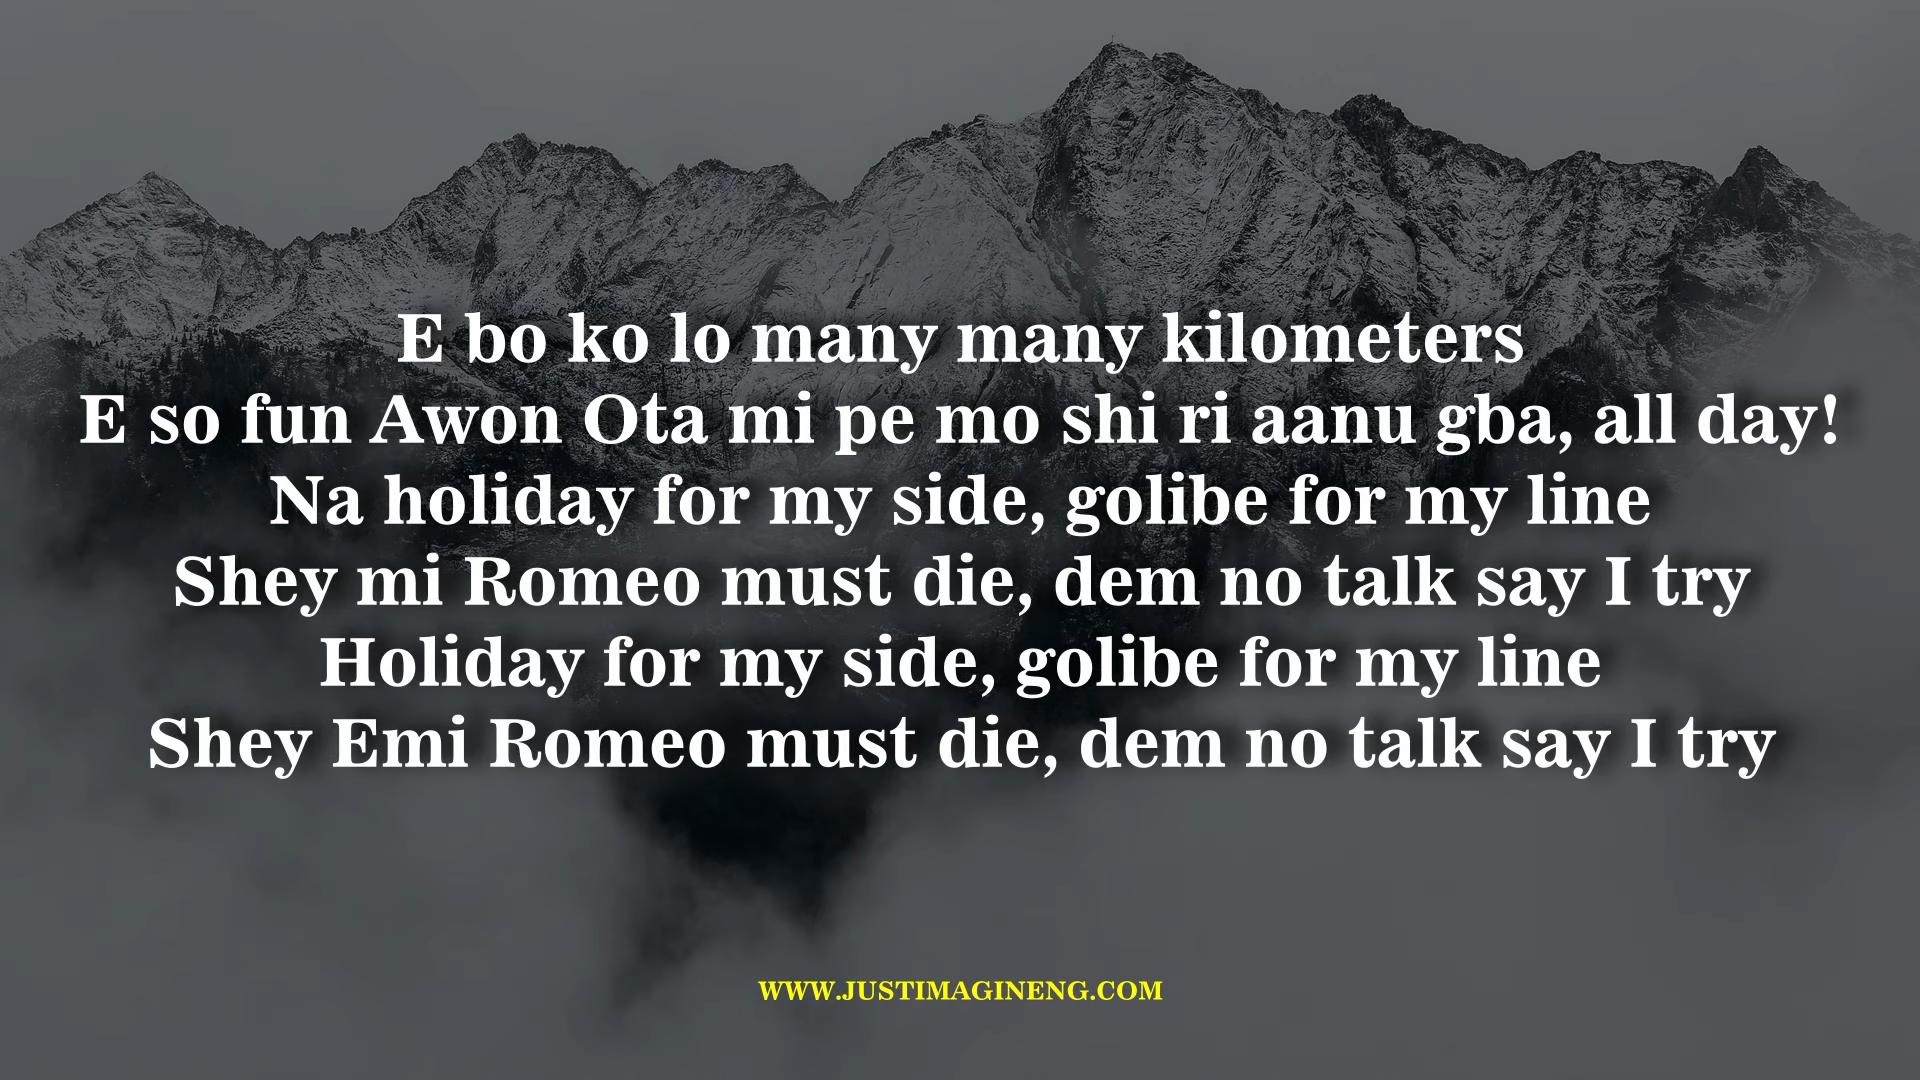 E bo ko lo many many kilometers
E so fun Awon Ota mi pe mo shi ri aanu gba, all day!
Na holiday for my side, golibe for my line
Shey mi Romeo must die, dem no talk say I try
Holiday for my side, golibe for my line
Shey Emi Romeo must die, dem no talk say I try
WWW.JUSTIMAGINENG.COM